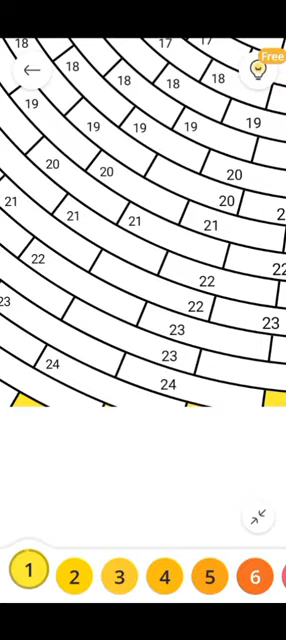 18 17 17
Free
18 18 18
18
19
19 19 19 19
20 20 20
20
21 21 21 21
22 22
22
22
23 23 23
23
24 24
1 2 3 4 5 6